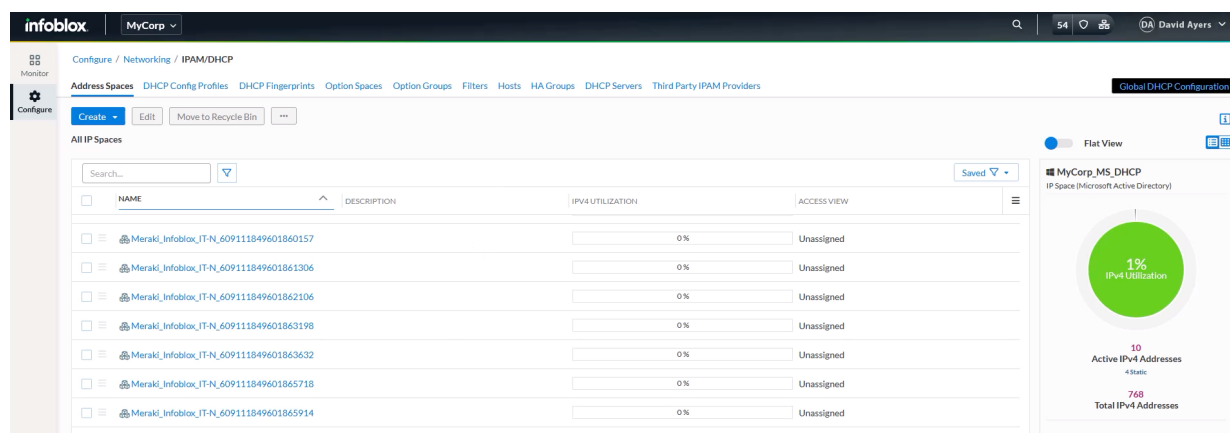 infoblox. MyCorp 54 DA David Ayers
Monitor
Configure
Configure / Networking / IPAM/DHCP
Address Spaces DHCP Config Profiles DHCP Fingerprints Option Spaces Option Groups Filters Hosts HA Groups DHCP Servers Third Party IPAM Providers
Global DHCP Configuration
Create Edit Move to Recycle Bin ...
All IP Spaces
Flat View
Search... Saved
NAME DESCRIPTION IPV4 UTILIZATION ACCESS VIEW
Meraki_Infoblox_IT-N_609111849601860157 0 % Unassigned
Meraki_Infoblox_IT-N_609111849601861306 0 % Unassigned
Meraki_Infoblox_IT-N_609111849601862106 0 % Unassigned
Meraki_Infoblox_IT-N_609111849601863198 0 % Unassigned
Meraki_Infoblox_IT-N_609111849601863632 0 % Unassigned
Meraki_Infoblox_IT-N_609111849601865718 0 % Unassigned
Meraki_Infoblox_IT-N_609111849601865914 0 % Unassigned
MyCorp_MS_DHCP
IP Space (Microsoft Active Directory)
1%
IPv4 Utilization
10
Active IPv4 Addresses
4 Static
768
Total IPv4 Addresses